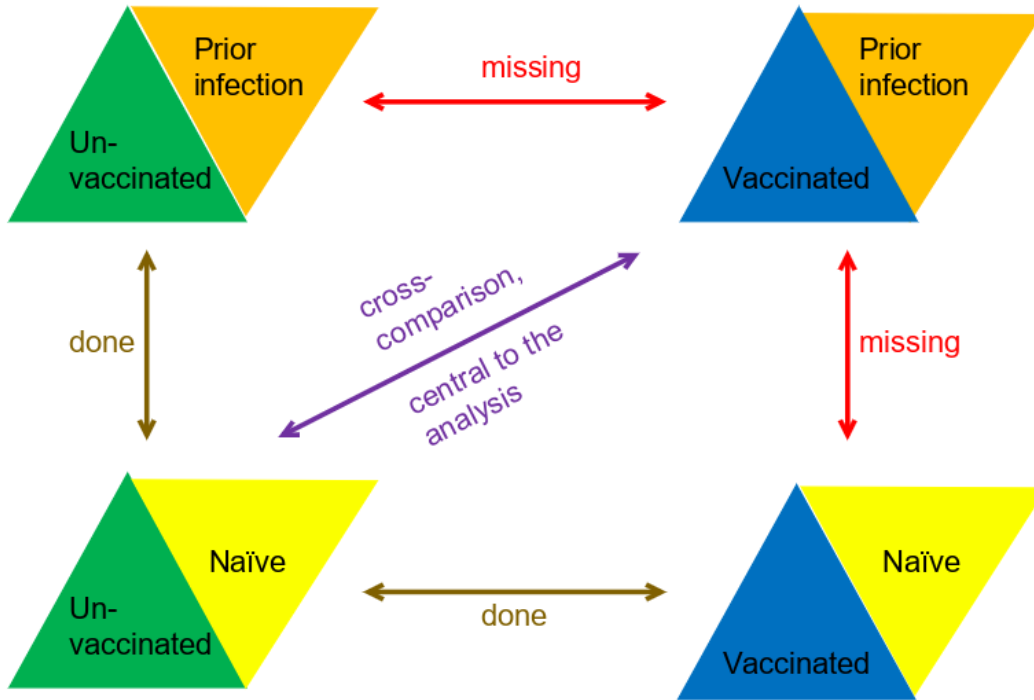 Prior
infection
Un-
vaccinated
missing
Prior
infection
Vaccinated
done
cross-
comparison,
central to the
analysis
missing
Naïve
Un-
vaccinated
done
Naïve
Vaccinated